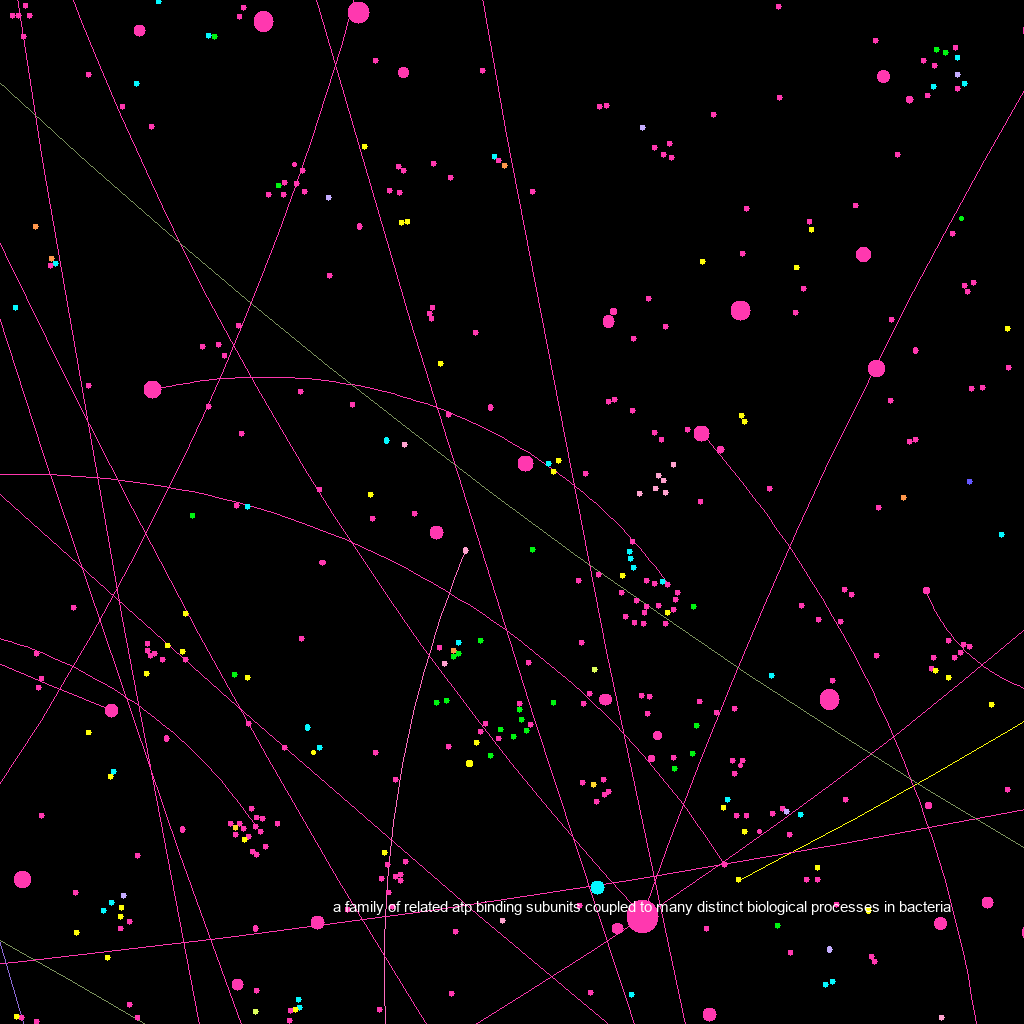 a family of related atp binding subunits coupled to many distinct biological processes in bacteria